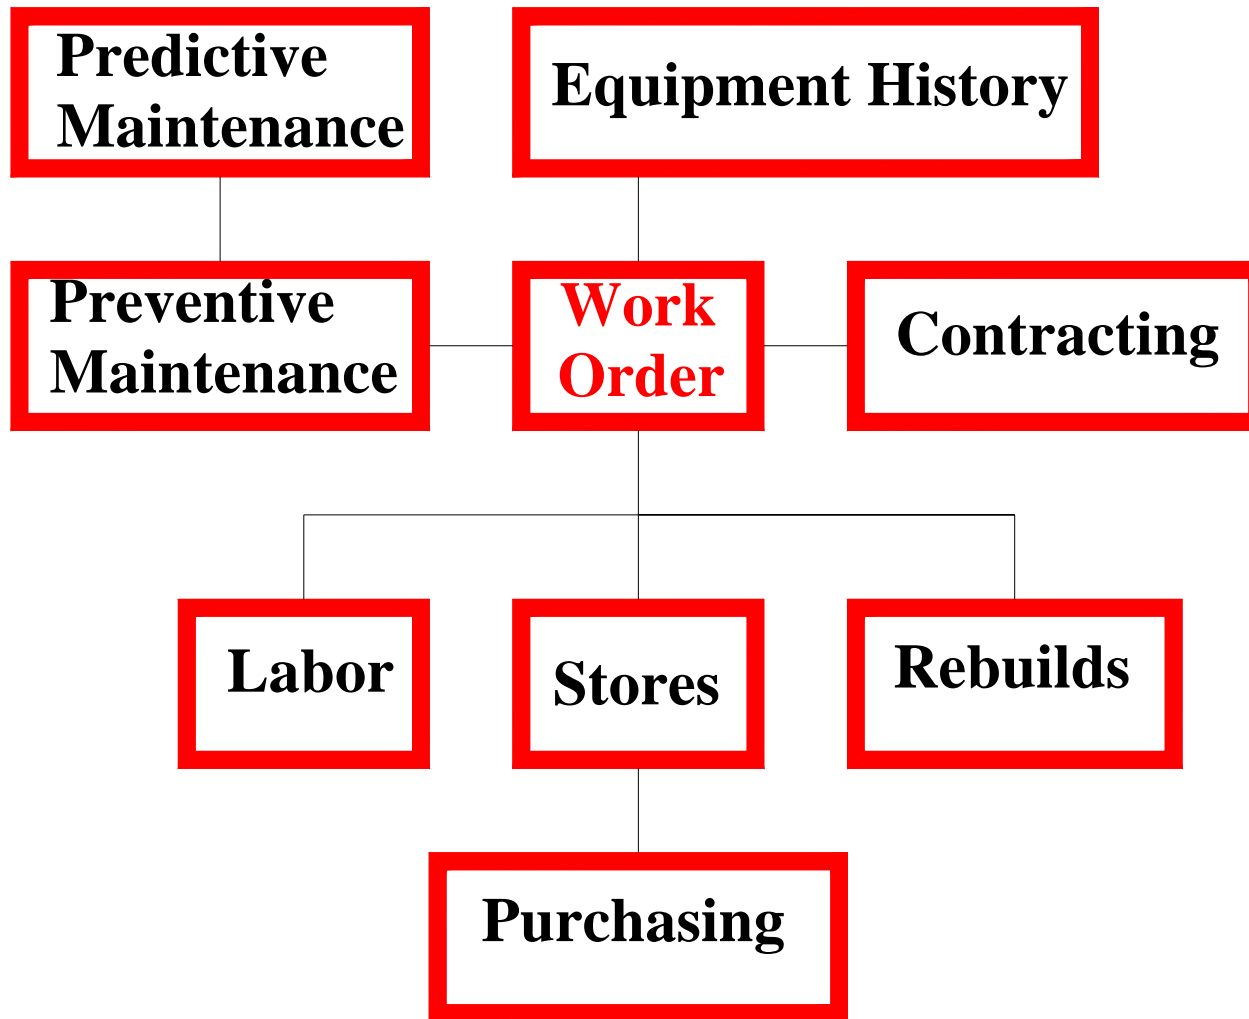 Predictive
Maintenance
Equipment History
Preventive
Maintenance
Work
Order
Contracting
Labor
Stores
Rebuilds
Purchasing